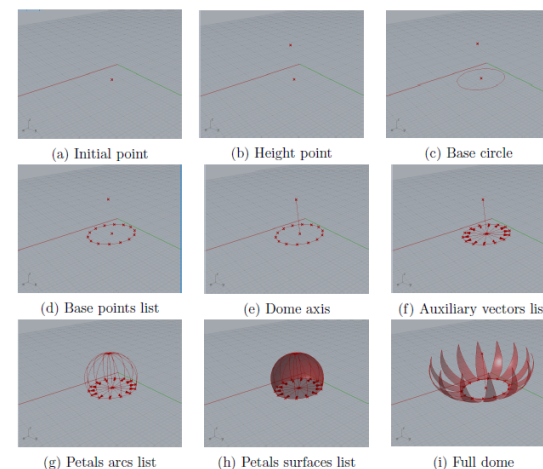 (a) Initial point
(b) Height point
(c) Base circle
(d) Base points list
(e) Dome axis
(f) Auxiliary vectors list
(g) Petals arcs list
(h) Petals surfaces list
(i) Full dome